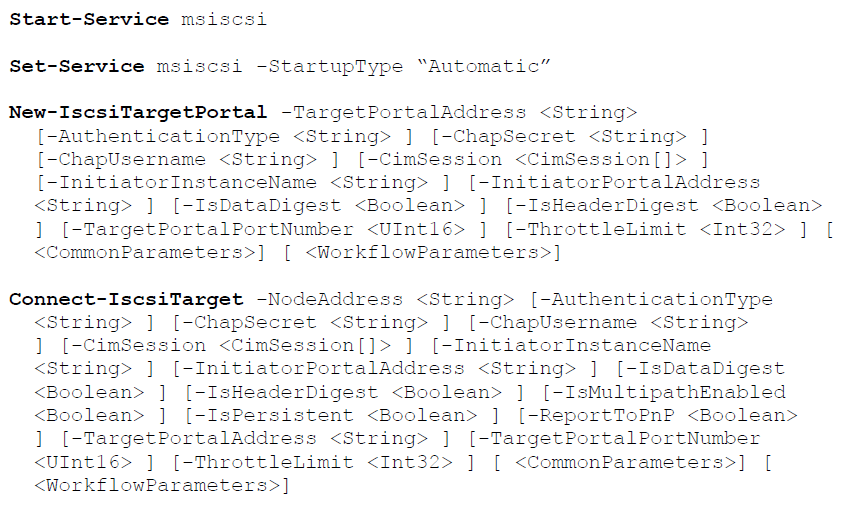 Start-Service msiscsi
Set-Service msiscsi –StartupType “Automatic”
New-IscsiTargetPortal -TargetPortalAddress <String>
[-AuthenticationType <String> ] [-ChapSecret <String> ]
[-ChapUsername <String> ] [-CimSession <CimSession[]> ]
[-InitiatorInstanceName <String> ] [-InitiatorPortalAddress
<String> ] [-IsDataDigest <Boolean> ] [-IsHeaderDigest <Boolean>
] [-TargetPortalPortNumber <UInt16> ] [-ThrottleLimit <Int32> ] [
<CommonParameters>] [ <WorkflowParameters>]
Connect-IscsiTarget -NodeAddress <String> [-AuthenticationType
<String> ] [-ChapSecret <String> ] [-ChapUsername <String>
] [-CimSession <CimSession[]> ] [-InitiatorInstanceName
<String> ] [-InitiatorPortalAddress <String> ] [-IsDataDigest
<Boolean> ] [-IsHeaderDigest <Boolean> ] [-IsMultipathEnabled
<Boolean> ] [-IsPersistent <Boolean> ] [-ReportToPnP <Boolean>
] [-TargetPortalAddress <String> ] [-TargetPortalPortNumber
<UInt16> ] [-ThrottleLimit <Int32> ] [ <CommonParameters>] [
<WorkflowParameters>]